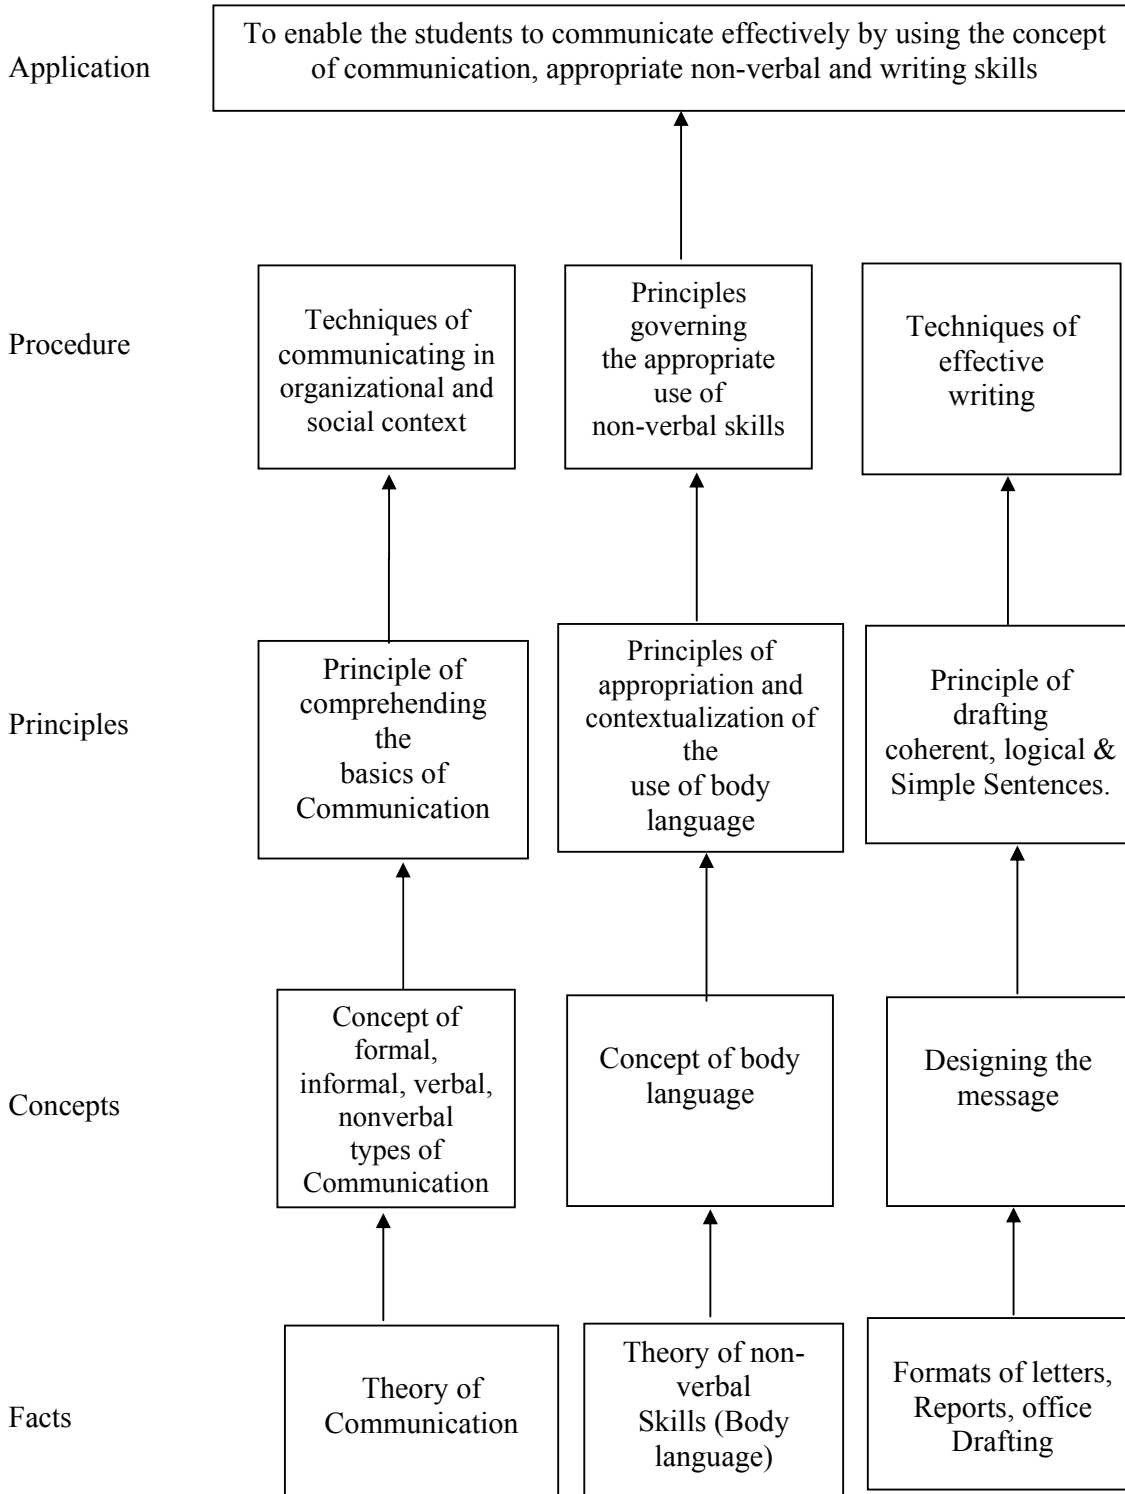 Application
To enable the students to communicate effectively by using the concept
of communication, appropriate non-verbal and writing skills
Procedure
Techniques of
communicating in
organizational and
social context
Principles
governing
the appropriate
use of
non-verbal skills
Techniques of
effective
writing
Principles
Principle of
comprehending
the
basics of
Communication
Principles of
appropriation and
contextualization of
the
use of body
language
Principle of
drafting
coherent, logical &
Simple Sentences.
Concepts
Concept of
formal,
informal, verbal,
nonverbal
types of
Communication
Concept of body
language
Designing the
message
Facts
Theory of
Communication
Theory of non-
verbal
Skills (Body
language)
Formats of letters,
Reports, office
Drafting